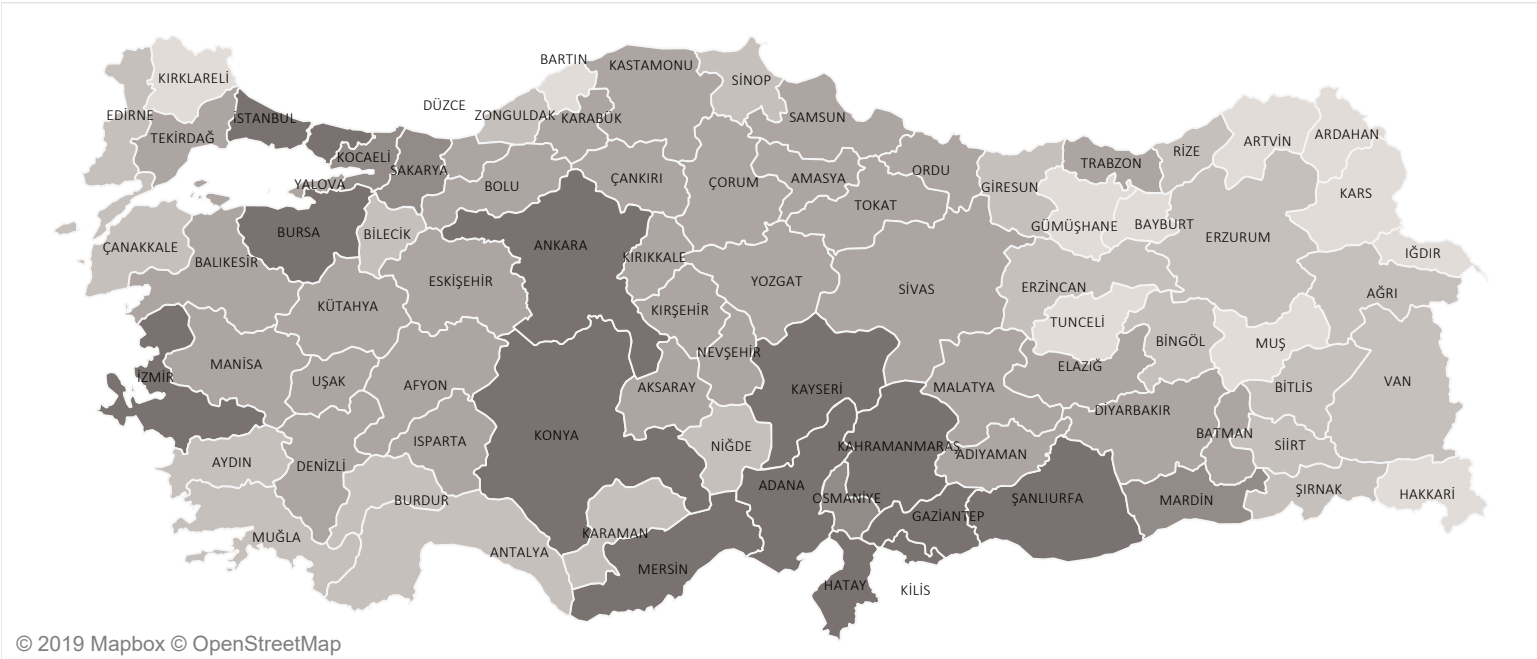 BARTIN
KASTAMONU
KIRKLARELİ
SİNOP
DÜZCE
EDİRNE
İSTANBUL
ZONGULDAK
KARABÜK
SAMSUN
TEKİRDAĞ
ARDAHAN
ARTVİN
KOCAELİ
SAKARYA
TRABZON
RİZE
YALOVA
BOLU
ÇANKIRI
ÇORUM
AMASYA
ORDU
GİRESUN
KARS
TOKAT
GÜMÜŞHANE
BAYBURT
BURSA
BİLECİK
ANKARA
ERZURUM
ÇANAKKALE
BALIKESİR
KIRIKKALE
IĞDIR
ESKİŞEHİR
YOZGAT
SİVAS
ERZİNCAN
AĞRI
KÜTAHYA
KIRŞEHİR
TUNCELİ
BİNGÖL
MUŞ
NEVŞEHİR
MANİSA
ELAZIĞ
İZMİR
UŞAK
AFYON
AKSARAY
KAYSERİ
MALATYA
BİTLİS
VAN
DİYARBAKIR
KONYA
BATMAN
ISPARTA
NİĞDE
KAHRAMANMARAŞ
ADIYAMAN
SİİRT
AYDIN
DENİZLİ
ADANA
ŞIRNAK
HAKKARİ
BURDUR
OSMANİYE
ŞANLIURFA
MARDİN
GAZİANTEP
MUĞLA
KARAMAN
ANTALYA
MERSİN
HATAY
KİLİS
© 2019 Mapbox © OpenStreetMap